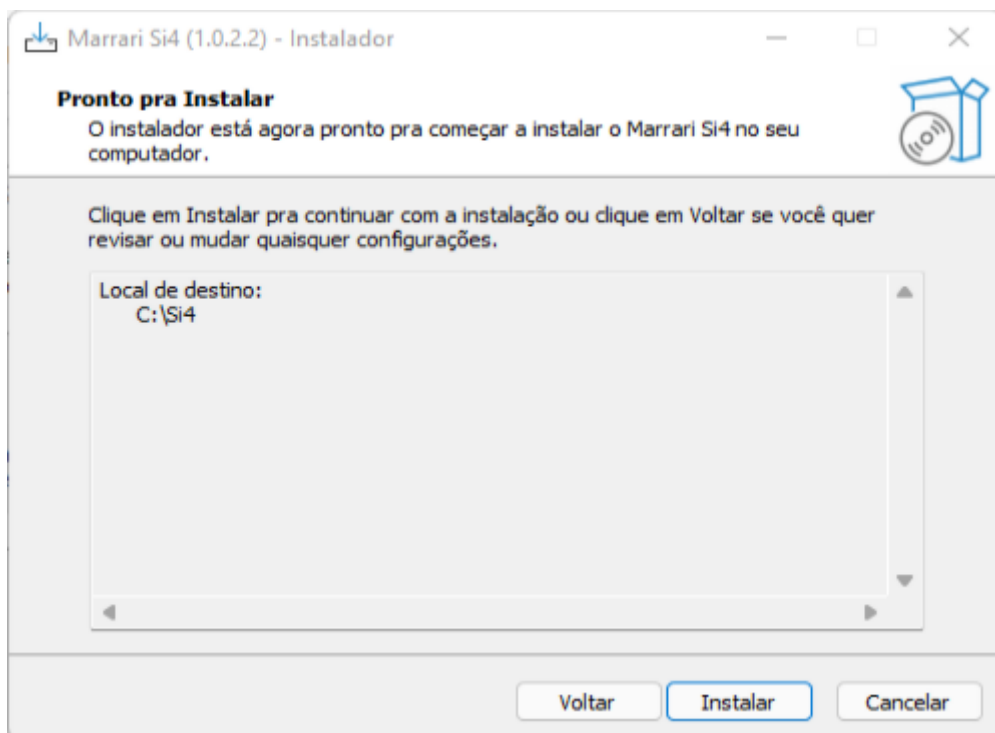 Marrari Si4 (1.0.2.2) - Instalador
Pronto pra Instalar
O instalador está agora pronto pra começar a instalar o Marrari Si4 no seu
computador.
Clique em Instalar pra continuar com a instalação ou clique em Voltar se você quer
revisar ou mudar quaisquer configurações.
Local de destino:
C:\Si4
Voltar Instalar Cancelar